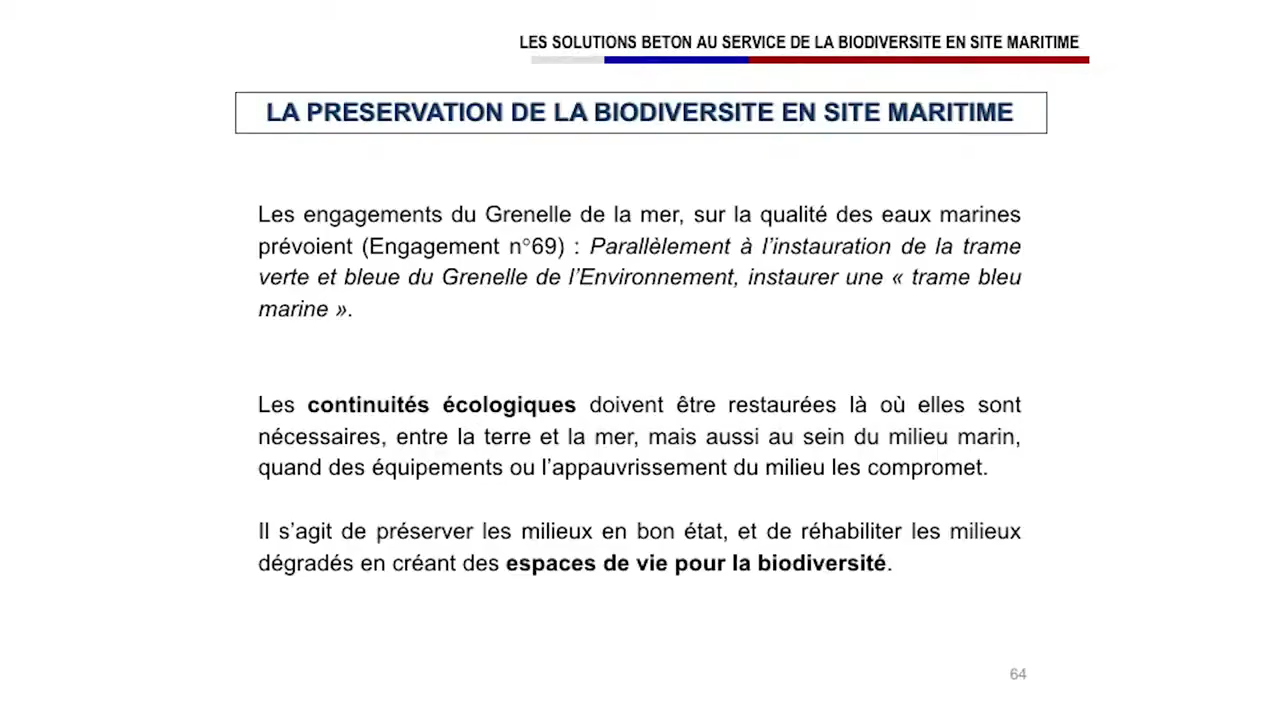 LES SOLUTIONS BETON AU SERVICE DE LA BIODIVERSITE EN SITE MARITIME
LA PRESERVATION DE LA BIODIVERSITE EN SITE MARITIME
Les engagements du Grenelle de la mer, sur la qualité des eaux marines
prévoient (Engagement n°69) : Parallèlement à l’instauration de la trame
verte et bleue du Grenelle de l’Environnement, instaurer une « trame bleu
marine ».
Les continuités écologiques doivent être restaurées là où elles sont
nécessaires, entre la terre et la mer, mais aussi au sein du milieu marin,
quand des équipements ou l’appauvrissement du milieu les compromet.
Il s’agit de préserver les milieux en bon état, et de réhabiliter les milieux
dégradés en créant des espaces de vie pour la biodiversité.
64